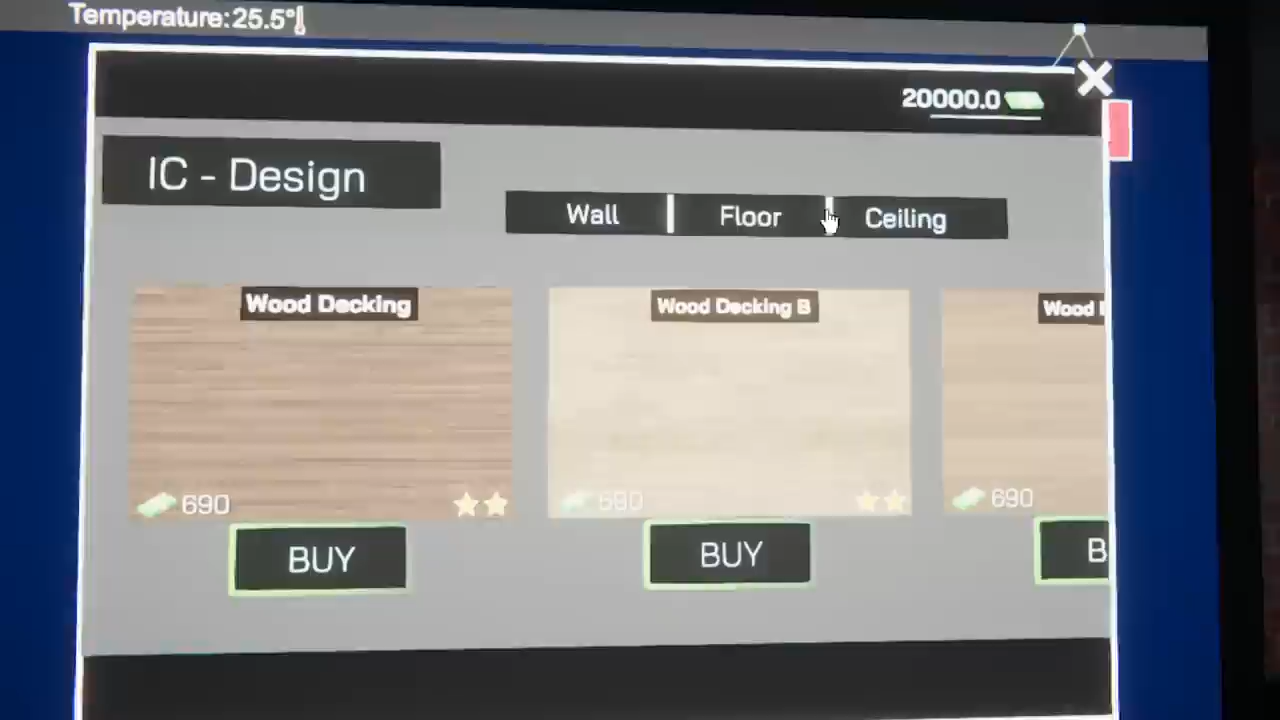 Temperature:25.5°
20000.0
IC - Design
Wall
Floor
Ceiling
Wood Decking
Wood Decking B
Wood
690
690
690
BUY
BUY
B